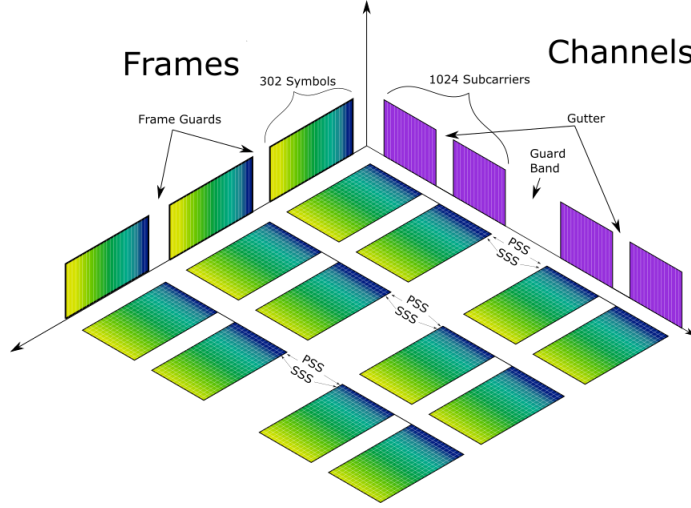 Frames
Channels
302 Symbols
1024 Subcarriers
Frame Guards
Gutter
Guard
Band
PSS
SSS
PSS
SSS
PSS
SSS